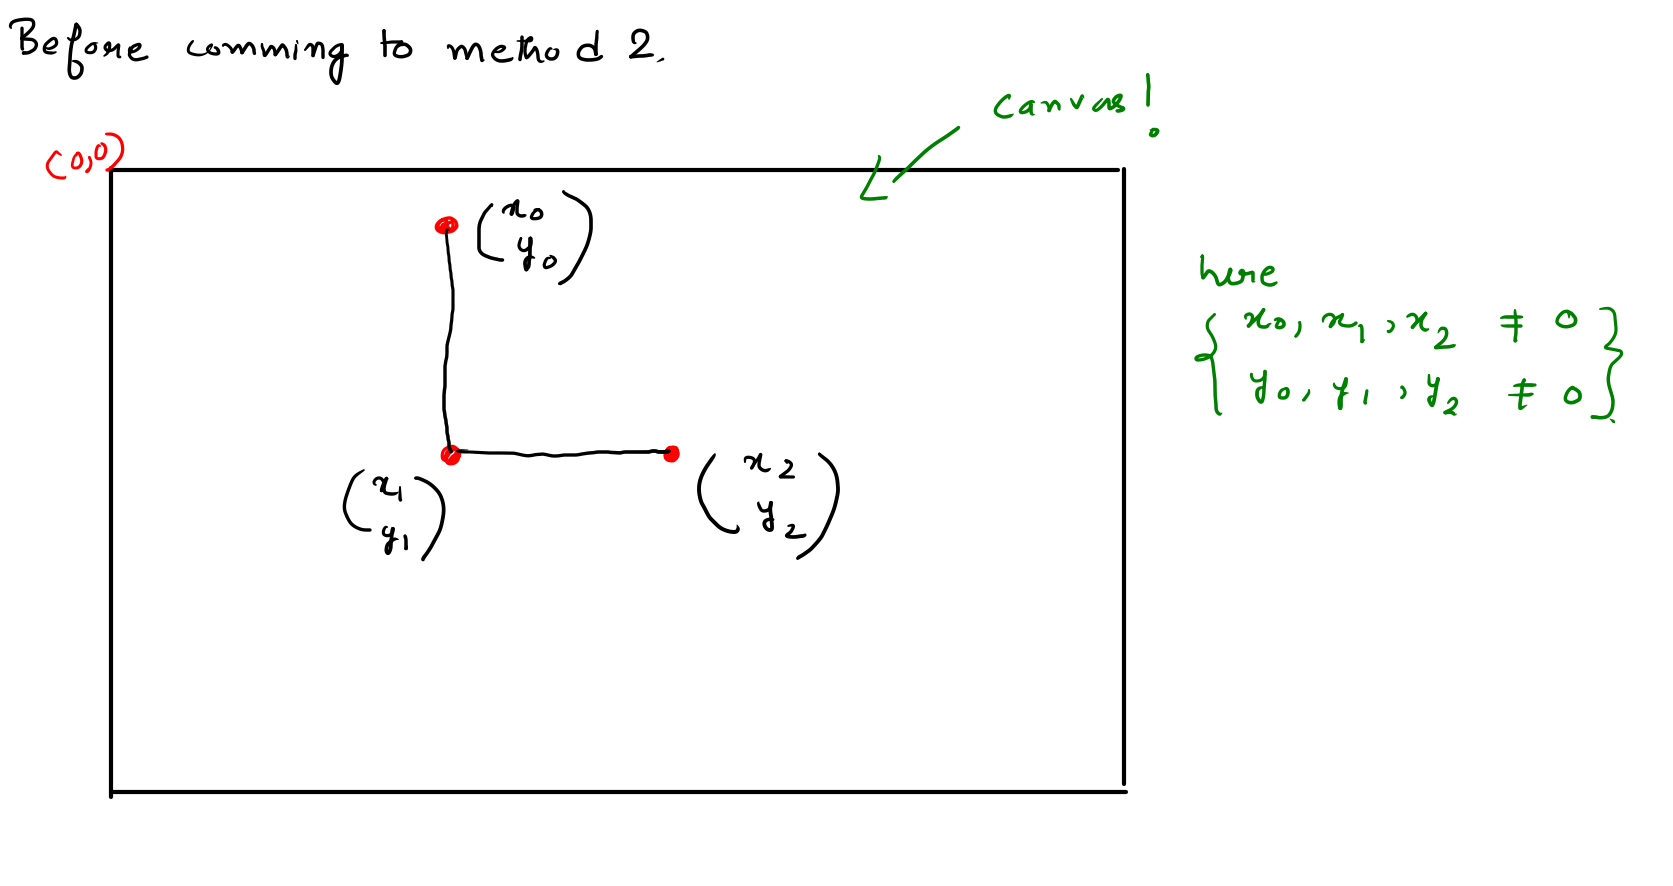 Before comming to method 2.
canvas!
(0,0)
(x0
y0)
here
{x0, x1, x2 ≠ 0
y0, y1, y2 ≠ 0}
(x1
y1)
(x2
y2)